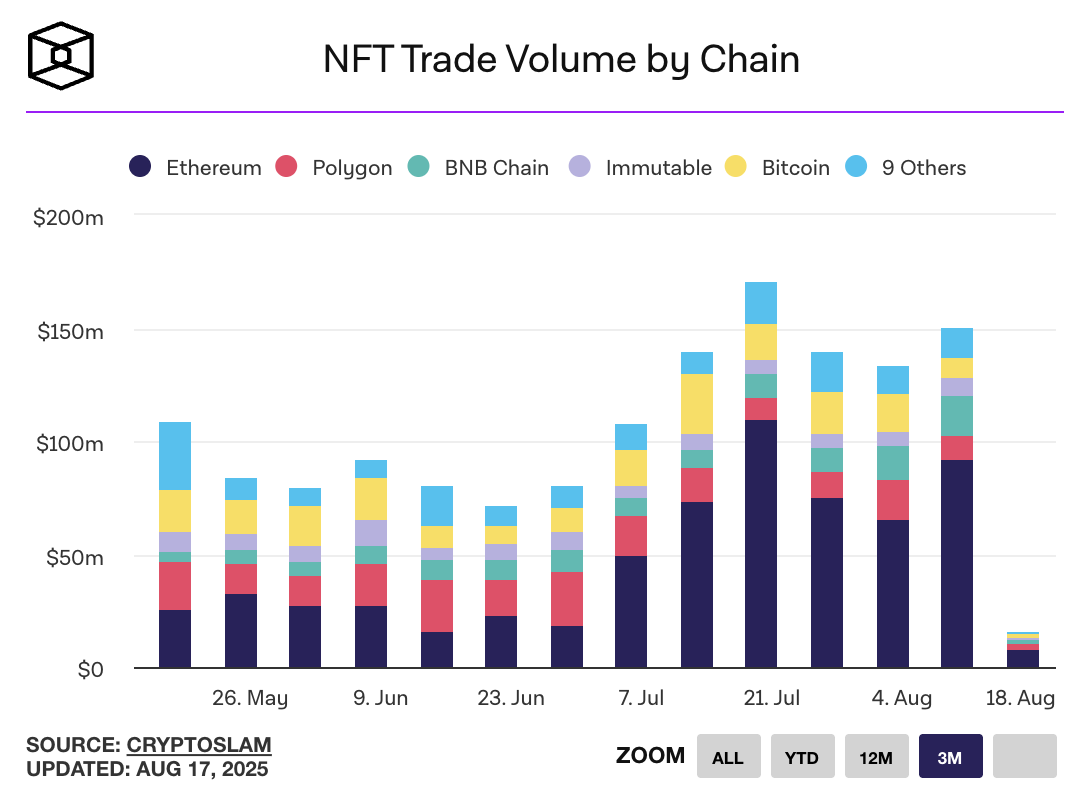 NFT Trade Volume by Chain
Ethereum Polygon BNB Chain Immutable Bitcoin 9 Others
$200m
$150m
$100m
$50m
$0
26. May 9. Jun 23. Jun 7. Jul 21. Jul 4. Aug 18. Aug
SOURCE: CRYPTOSLAM
UPDATED: AUG 17, 2025
ZOOM ALL YTD 12M 3M